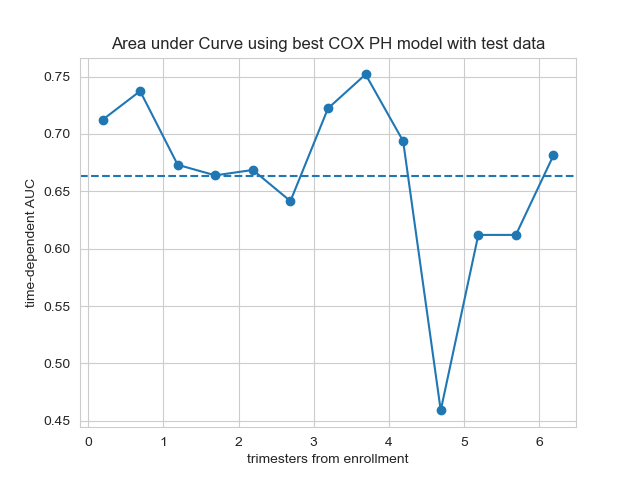 Area under Curve using best COX PH model with test data
time-dependent AUC
0.75
0.70
0.65
0.60
0.55
0.50
0.45
0 1 2 3 4 5 6
trimesters from enrollment